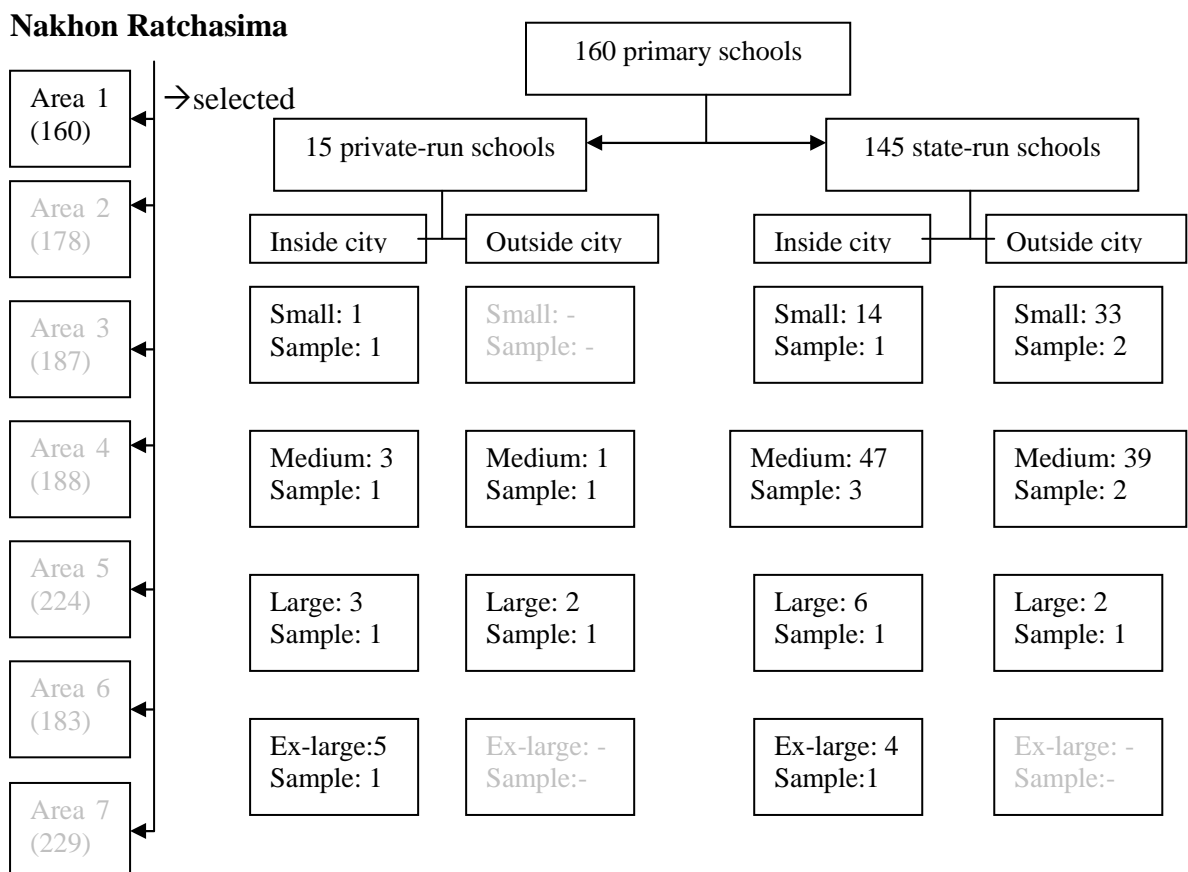 Nakhon Ratchasima
160 primary schools
Area 1
(160)
→selected
15 private-run schools
145 state-run schools
Area 2
(178)
Inside city
Outside city
Inside city
Outside city
Area 3
(187)
Small: 1
Sample: 1
Small: -
Sample: -
Small: 14
Sample: 1
Small: 33
Sample: 2
Area 4
(188)
Medium: 3
Sample: 1
Medium: 1
Sample: 1
Medium: 47
Sample: 3
Medium: 39
Sample: 2
Area 5
(224)
Large: 3
Sample: 1
Large: 2
Sample: 1
Large: 6
Sample: 1
Large: 2
Sample: 1
Area 6
(183)
Ex-large:5
Sample: 1
Ex-large: -
Sample:-
Ex-large: 4
Sample:1
Ex-large: -
Sample:-
Area 7
(229)